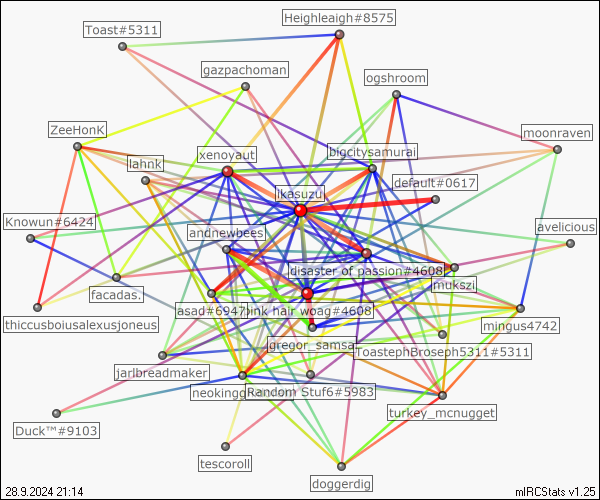 Heighleaigh#8575
Toast#5311
gazpachoman
ogshroom
ZeeHonK
moonraven
bigcitysamurai
xenoyaut
lahnk
default#0617
ikasuzu
Knowun#6424
avelicious
andnewbees
disaster of passion#4608
mukszi
facadas.
asad#6947
pink hair woag#4608
thiccusboiusalexusjoneus
mingus4742
gregor_samsa_
ToastephBroseph5311#5311
jarlbreadmaker
Random Stuf6#5983
turkey_mcnugget
Duck™#9103
tescoroll
doggerdig
28.9.2024 21:14
mIRCStats v1.25